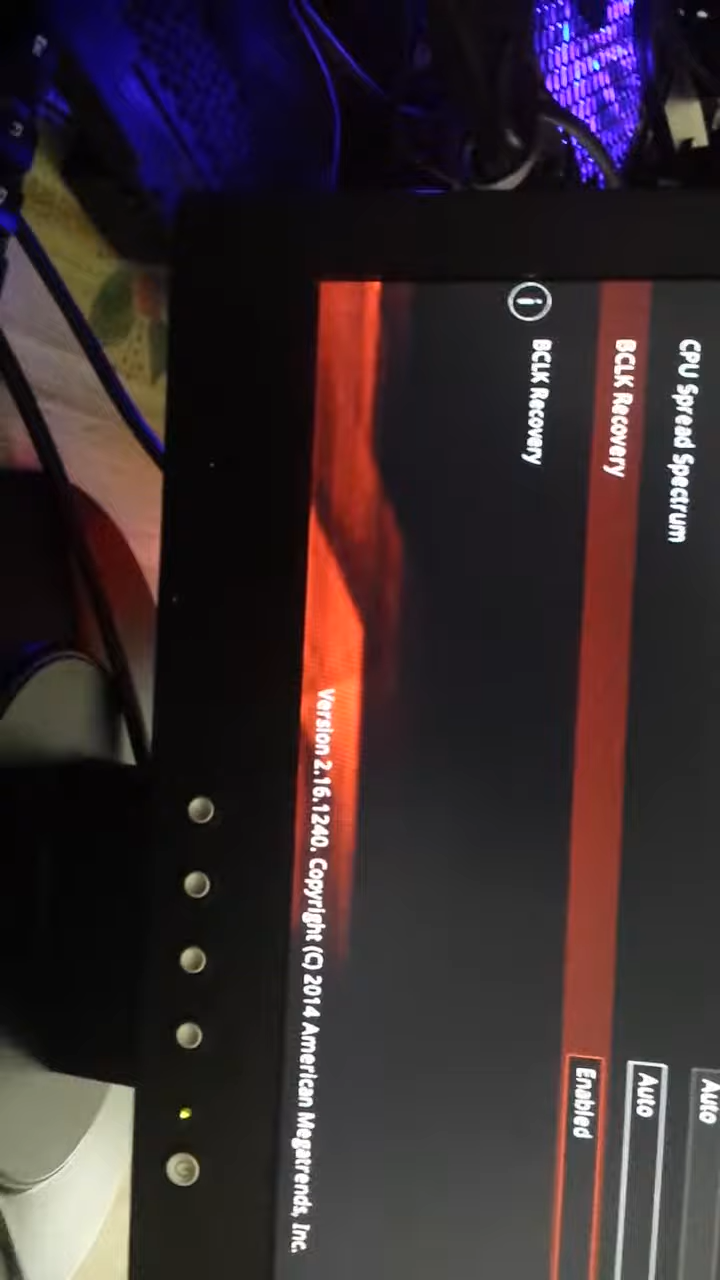 Auto
CPU Spread Spectrum Auto
BCLK Recovery Enabled
BCLK Recovery
Version 2.16.1240. Copyright (C) 2014 American Megatrends, Inc.